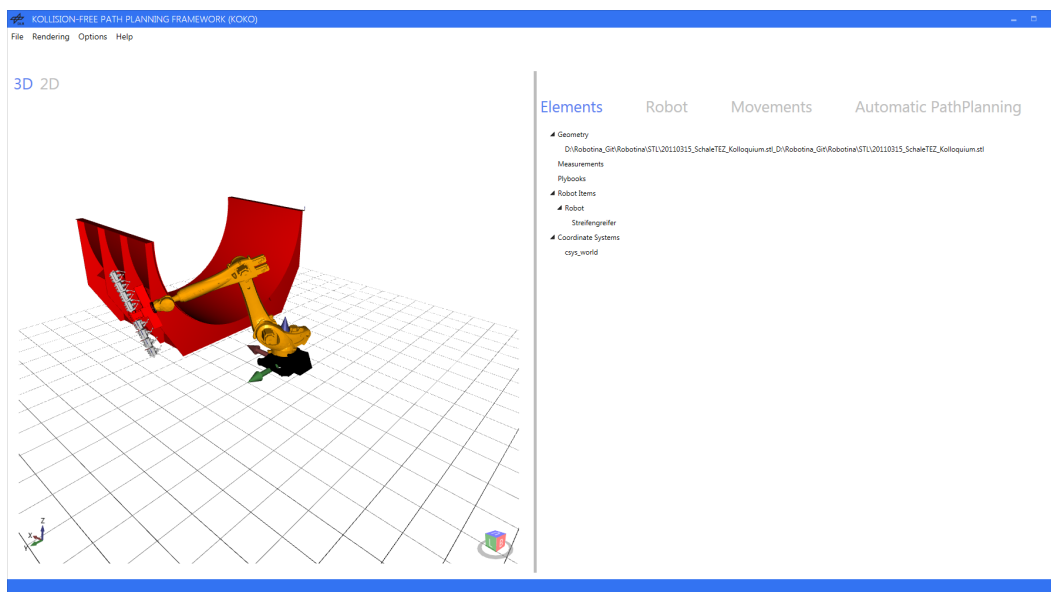 KOLLISION-FREE PATH PLANNING FRAMEWORK (KOKO)
File Rendering Options Help
3D 2D
Elements Robot Movements Automatic PathPlanning
Geometry
D:\Robotina_Git\Robotina\STL\20110315_SchaleTEZ_Kolloquium.stl_D:\Robotina_Git\Robotina\STL\20110315_SchaleTEZ_Kolloquium.stl
Measurements
Plybooks
Robot Items
Robot
Streifengreifer
Coordinate Systems
csys_world
Z
X
Y